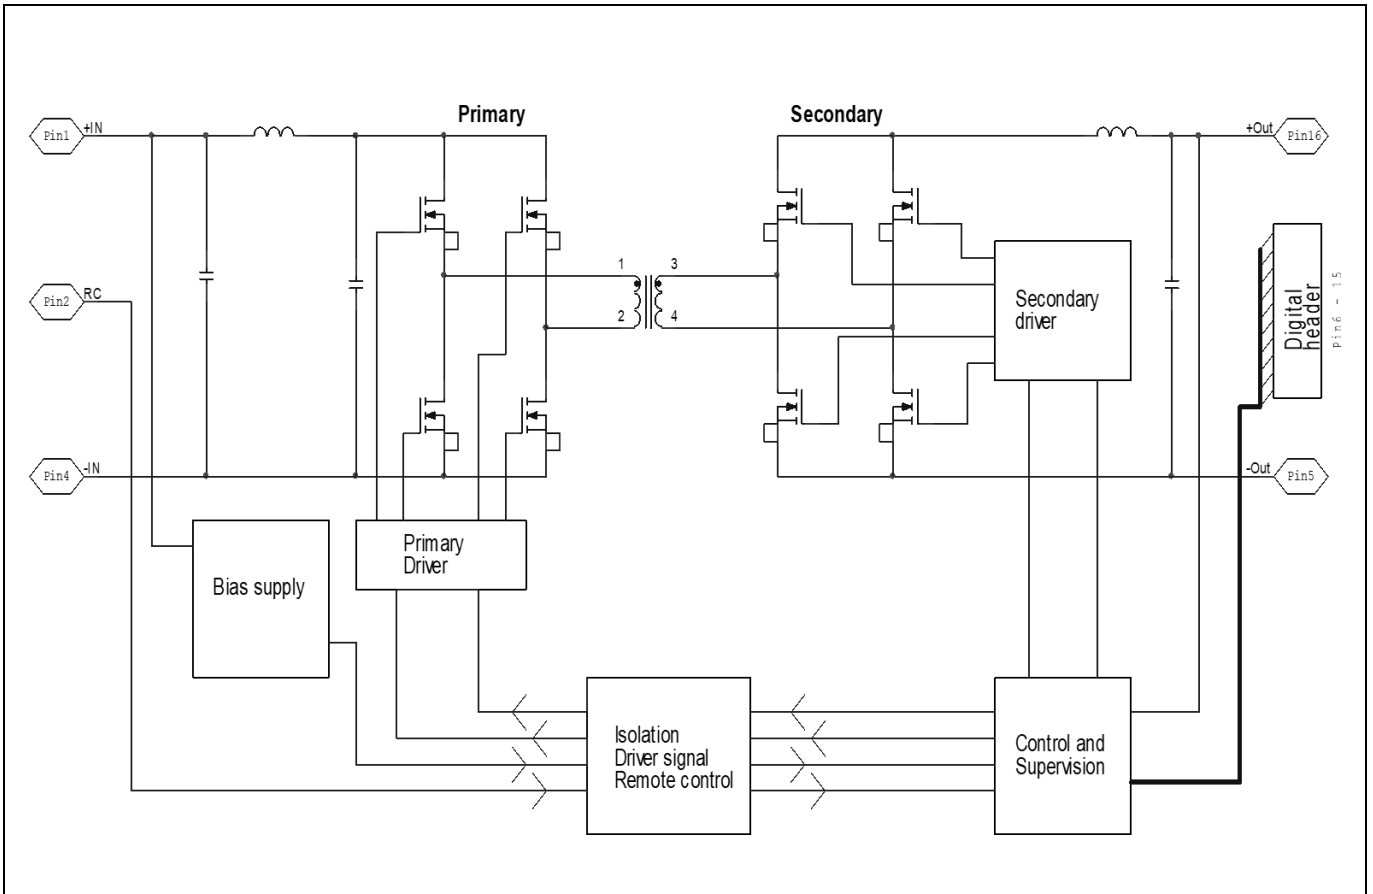 Primary
Secondary
Pin1
+IN
+Out
Pin16
1
3
2
4
Pin2
RC
Secondary
driver
Digital
header
Pin6 - 15
Pin4
-IN
-Out
Pin5
Primary
Driver
Bias supply
Isolation
Driver signal
Remote control
Control and
Supervision